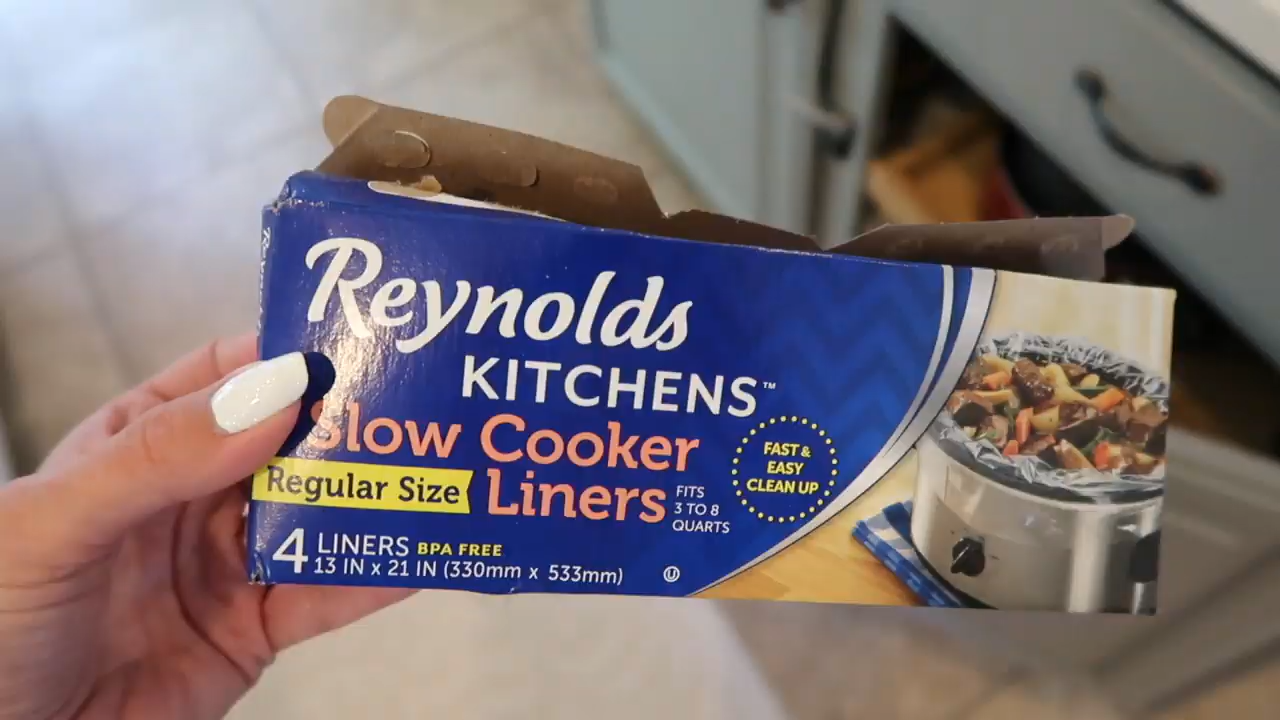 Reynolds
KITCHENS™
Slow Cooker
Regular Size
Liners
FITS
3 TO 8
QUARTS
FAST &
EASY
CLEAN UP
4 LINERS BPA FREE
13 IN x 21 IN (330mm x 533mm)
U